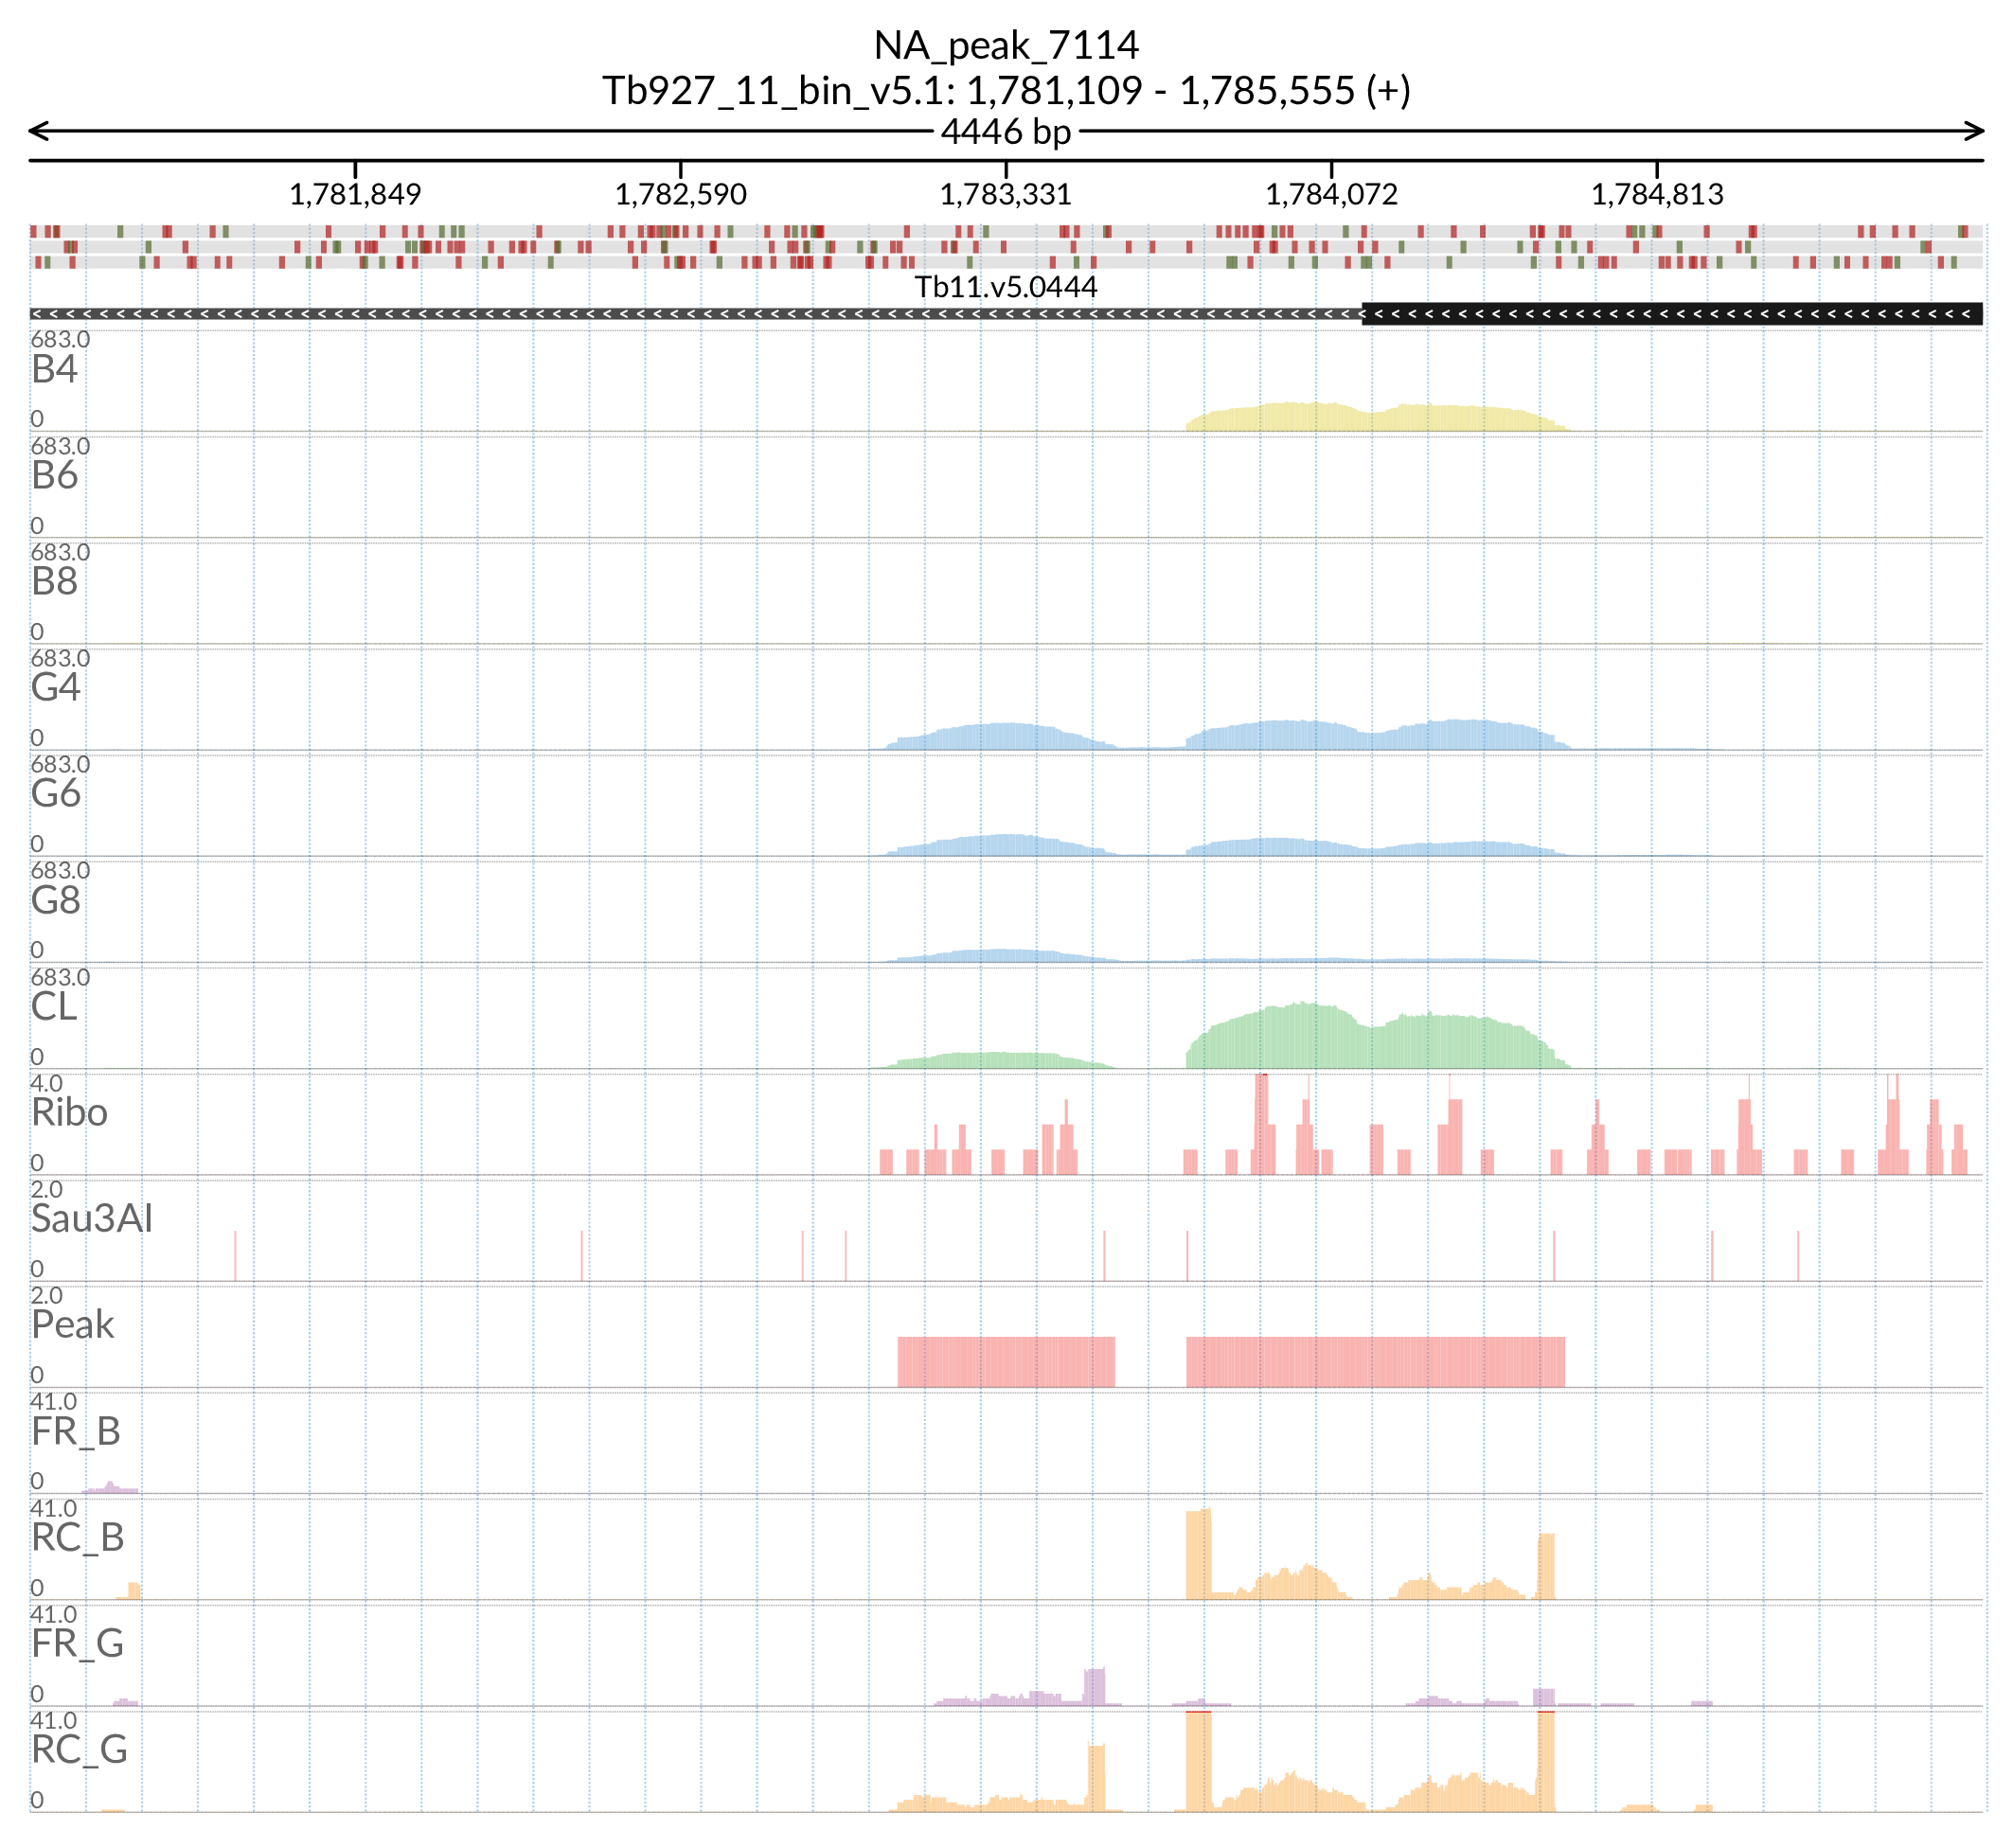 NA_peak_7114
Tb927_11_bin_v5.1: 1,781,109 - 1,785,555 (+)
4446 bp
1,781,849 1,782,590 1,783,331 1,784,072 1,784,813
Tb11.v5.0444
683.0
B4
0
683.0
B6
0
683.0
B8
0
683.0
G4
0
683.0
G6
0
683.0
G8
0
683.0
CL
0
4.0
Ribo
0
2.0
Sau3AI
0
2.0
Peak
0
41.0
FR_B
0
41.0
RC_B
0
41.0
FR_G
0
41.0
RC_G
0